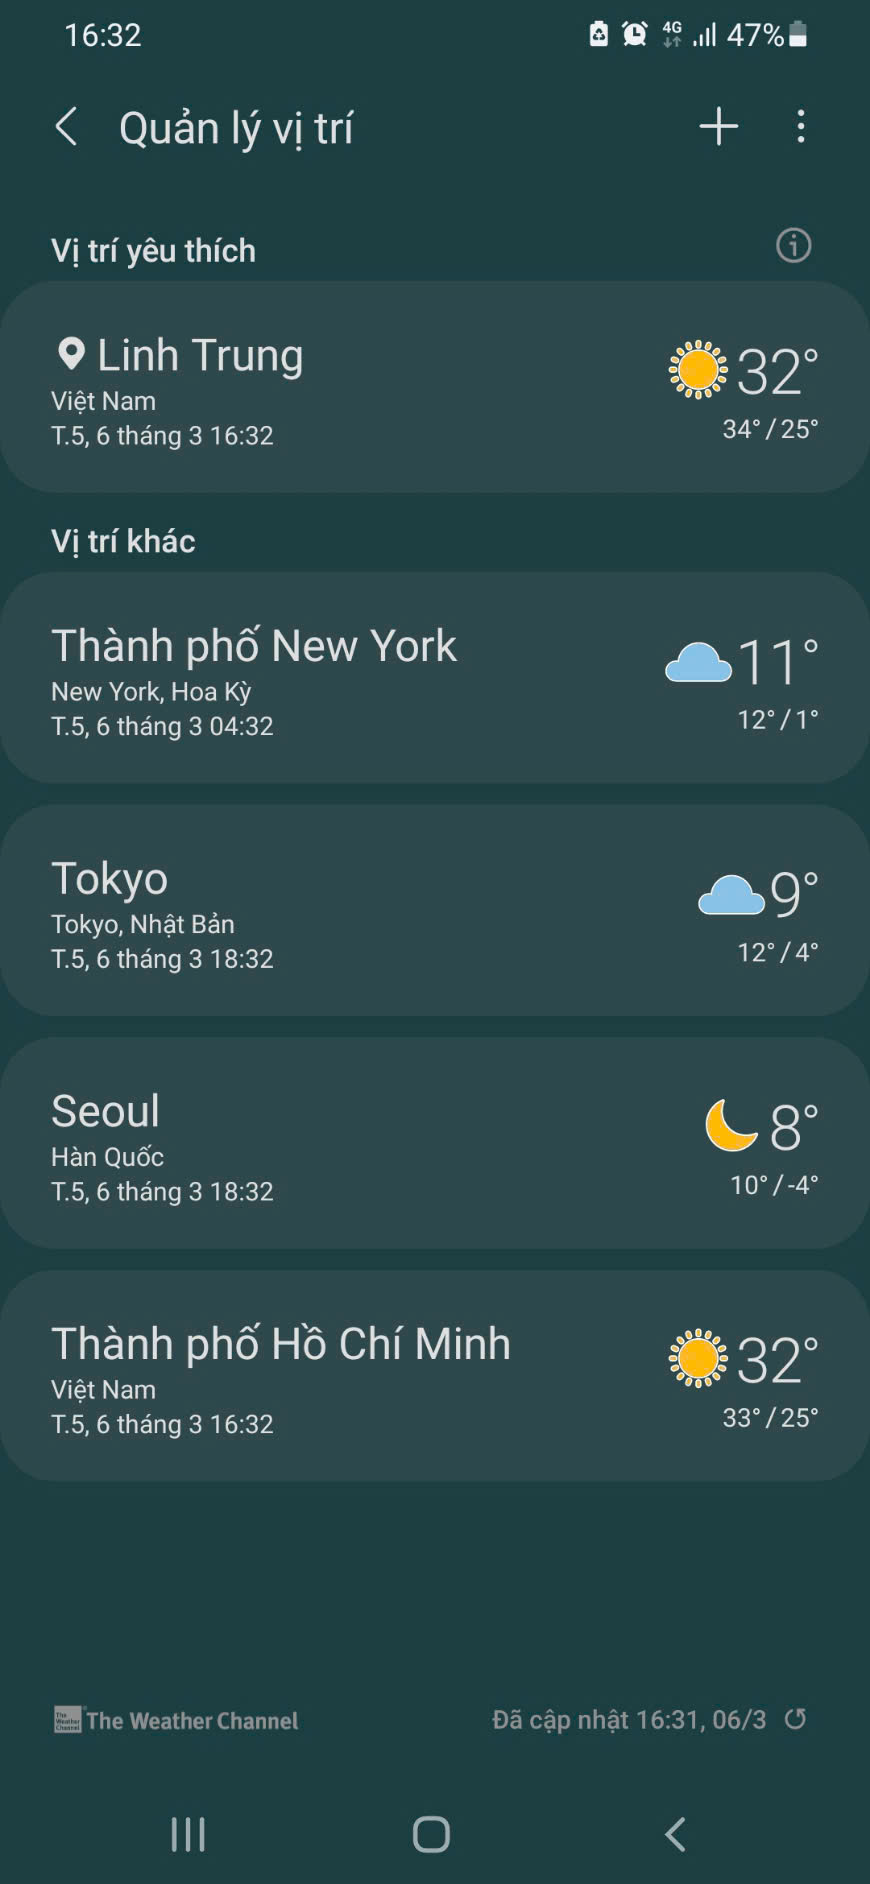 16:32
4G
47%
Quản lý vị trí
Vị trí yêu thích
Linh Trung
32°
Việt Nam
34°/25°
T.5, 6 tháng 3 16:32
Vị trí khác
Thành phố New York
11°
New York, Hoa Kỳ
12°/1°
T.5, 6 tháng 3 04:32
Tokyo
9°
Tokyo, Nhật Bản
12°/4°
T.5, 6 tháng 3 18:32
Seoul
8°
Hàn Quốc
10°/-4°
T.5, 6 tháng 3 18:32
Thành phố Hồ Chí Minh
32°
Việt Nam
33°/25°
T.5, 6 tháng 3 16:32
The Weather Channel
The Weather Channel
Đã cập nhật 16:31, 06/3